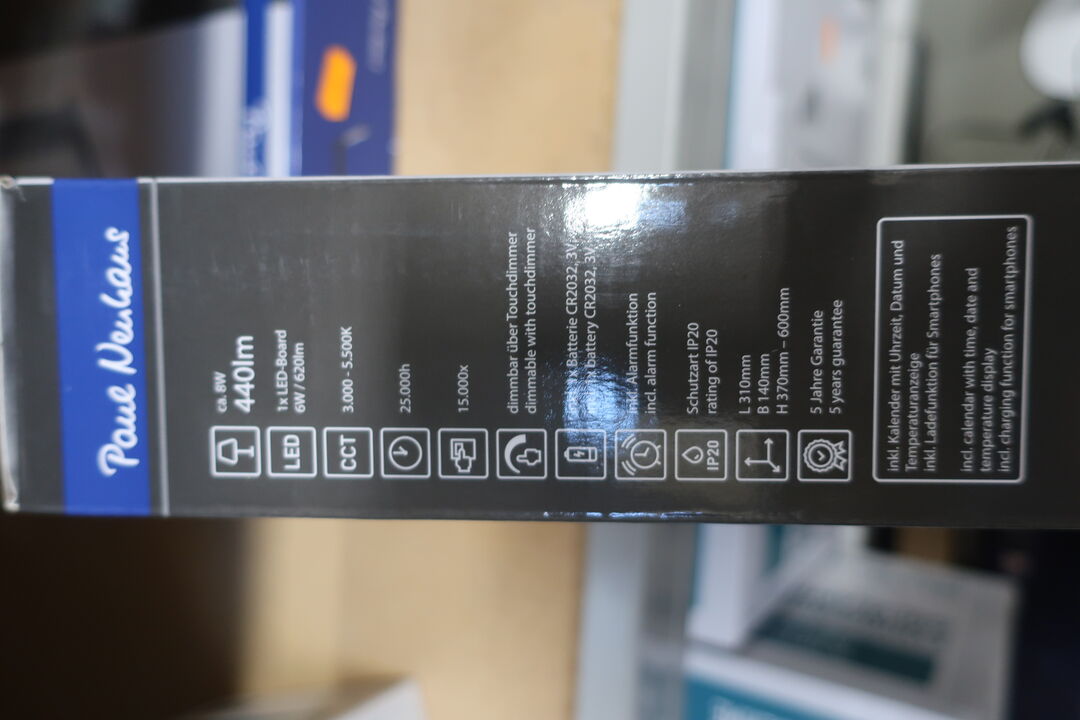 Paul Neuhaus
ca. 8W
440lm
LED
1x LED-Board
6W / 620lm
CCT
3.000 - 5.500K
25.000h
15.000x
dimmbar über Touchdimmer
dimmable with touchdimmer
Batterie CR2032, 3V
battery CR2032, 3V
inkl. Alarmfunktion
incl. alarm function
IP20
Schutzart IP20
rating of IP20
L 310mm
B 140mm
H 370mm – 600mm
5 Jahre Garantie
5 years guarantee
inkl. Kalender mit Uhrzeit, Datum und
Temperaturanzeige
inkl. Ladefunktion für Smartphones
incl. calendar with time, date and
temperature display
incl. charging function for smartphones